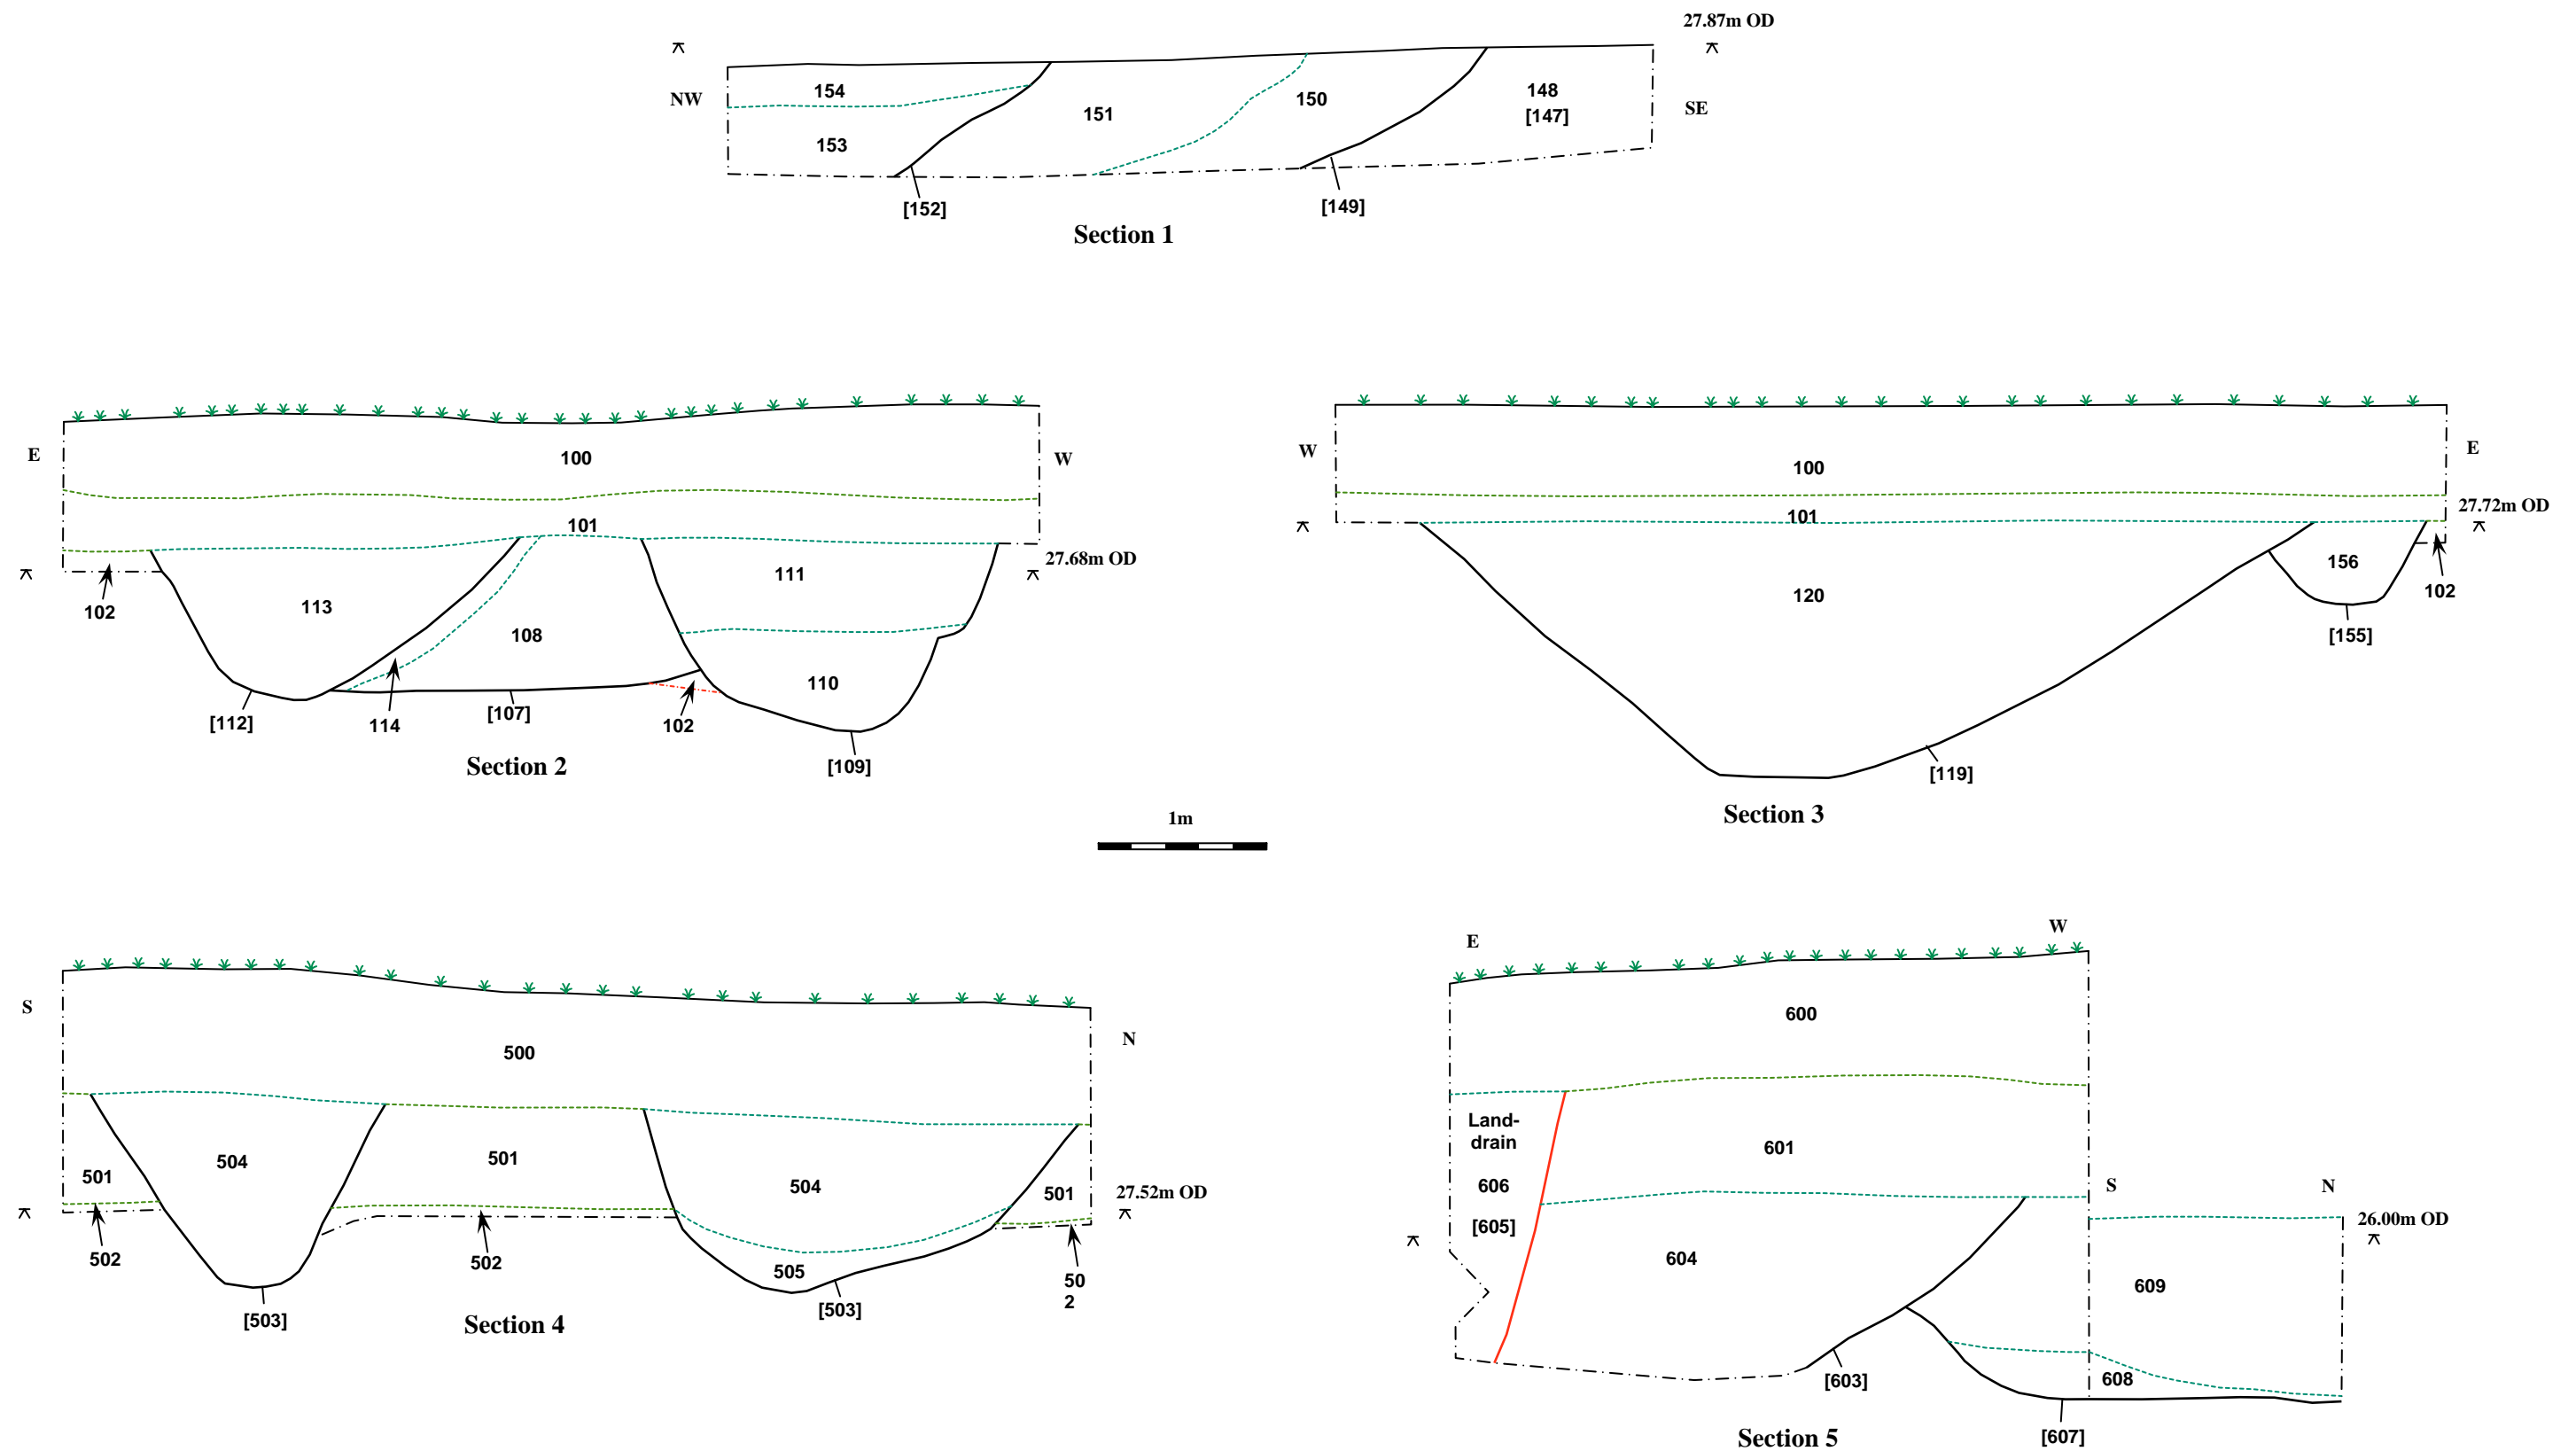 27.87m OD
NW
154
153
151
150
148
[147]
SE
[152]
[149]
Section 1
E
100
W
101
27.68m OD
102
113
108
111
110
[112]
114
[107]
102
[109]
Section 2
W
100
E
101
27.72m OD
120
156
102
[155]
[119]
Section 3
1m
S
500
N
501
504
501
504
501
27.52m OD
502
502
505
50
2
[503]
[503]
Section 4
E
W
600
Land-
drain
601
606
[605]
604
S
N
26.00m OD
609
608
[603]
[607]
Section 5